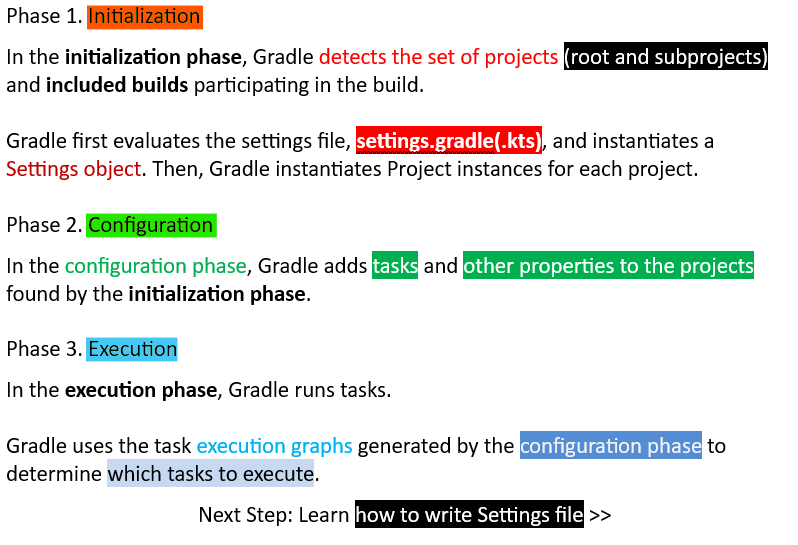 Phase 1. Initialization
In the initialization phase, Gradle detects the set of projects (root and subprojects)
and included builds participating in the build.
Gradle first evaluates the settings file, settings.gradle(.kts), and instantiates a
Settings object. Then, Gradle instantiates Project instances for each project.
Phase 2. Configuration
In the configuration phase, Gradle adds tasks and other properties to the projects
found by the initialization phase.
Phase 3. Execution
In the execution phase, Gradle runs tasks.
Gradle uses the task execution graphs generated by the configuration phase to
determine which tasks to execute.
Next Step: Learn how to write Settings file >>